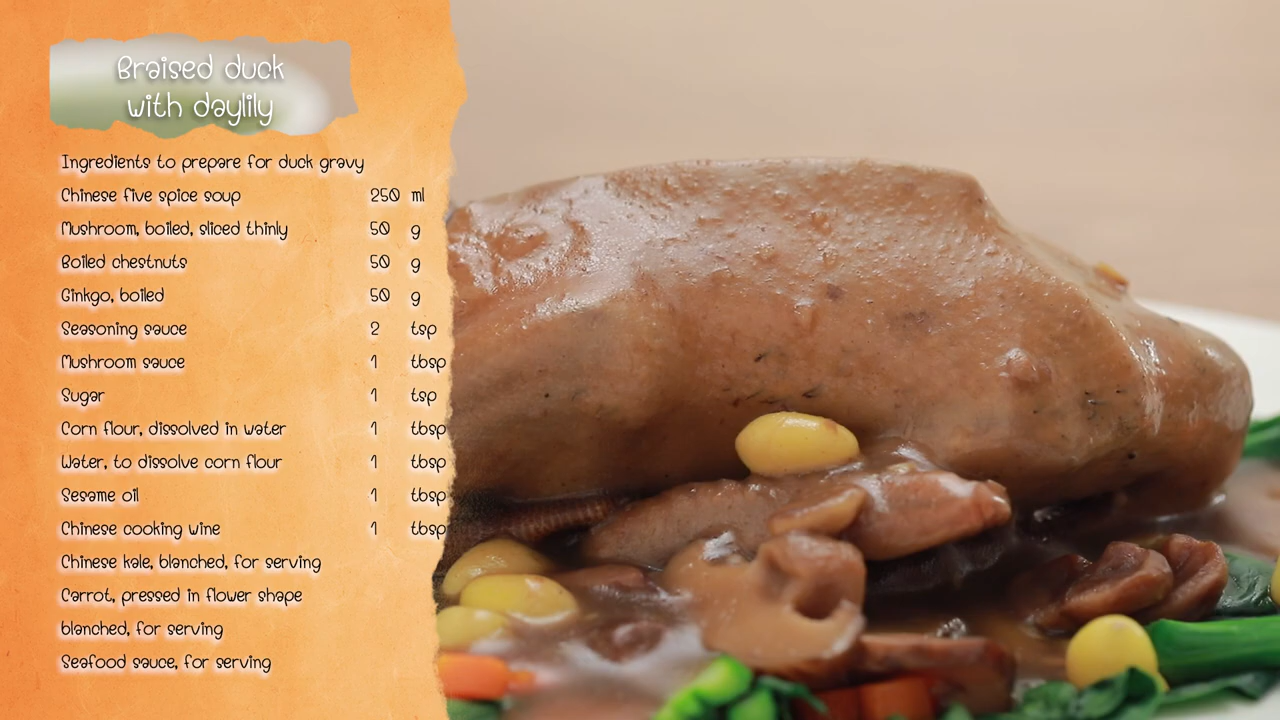 Braised duck
with daylily
Ingredients to prepare for duck gravy
Chinese five spice soup 250 ml
Mushroom, boiled, sliced thinly 50 g
Boiled chestnuts 50 g
Ginkgo, boiled 50 g
Seasoning sauce 2 tsp
Mushroom sauce 1 tbsp
Sugar 1 tsp
Corn flour, dissolved in water 1 tbsp
Water, to dissolve corn flour 1 tbsp
Sesame oil 1 tbsp
Chinese cooking wine 1 tbsp
Chinese kale, blanched, for serving
Carrot, pressed in flower shape
blanched, for serving
Seafood sauce, for serving